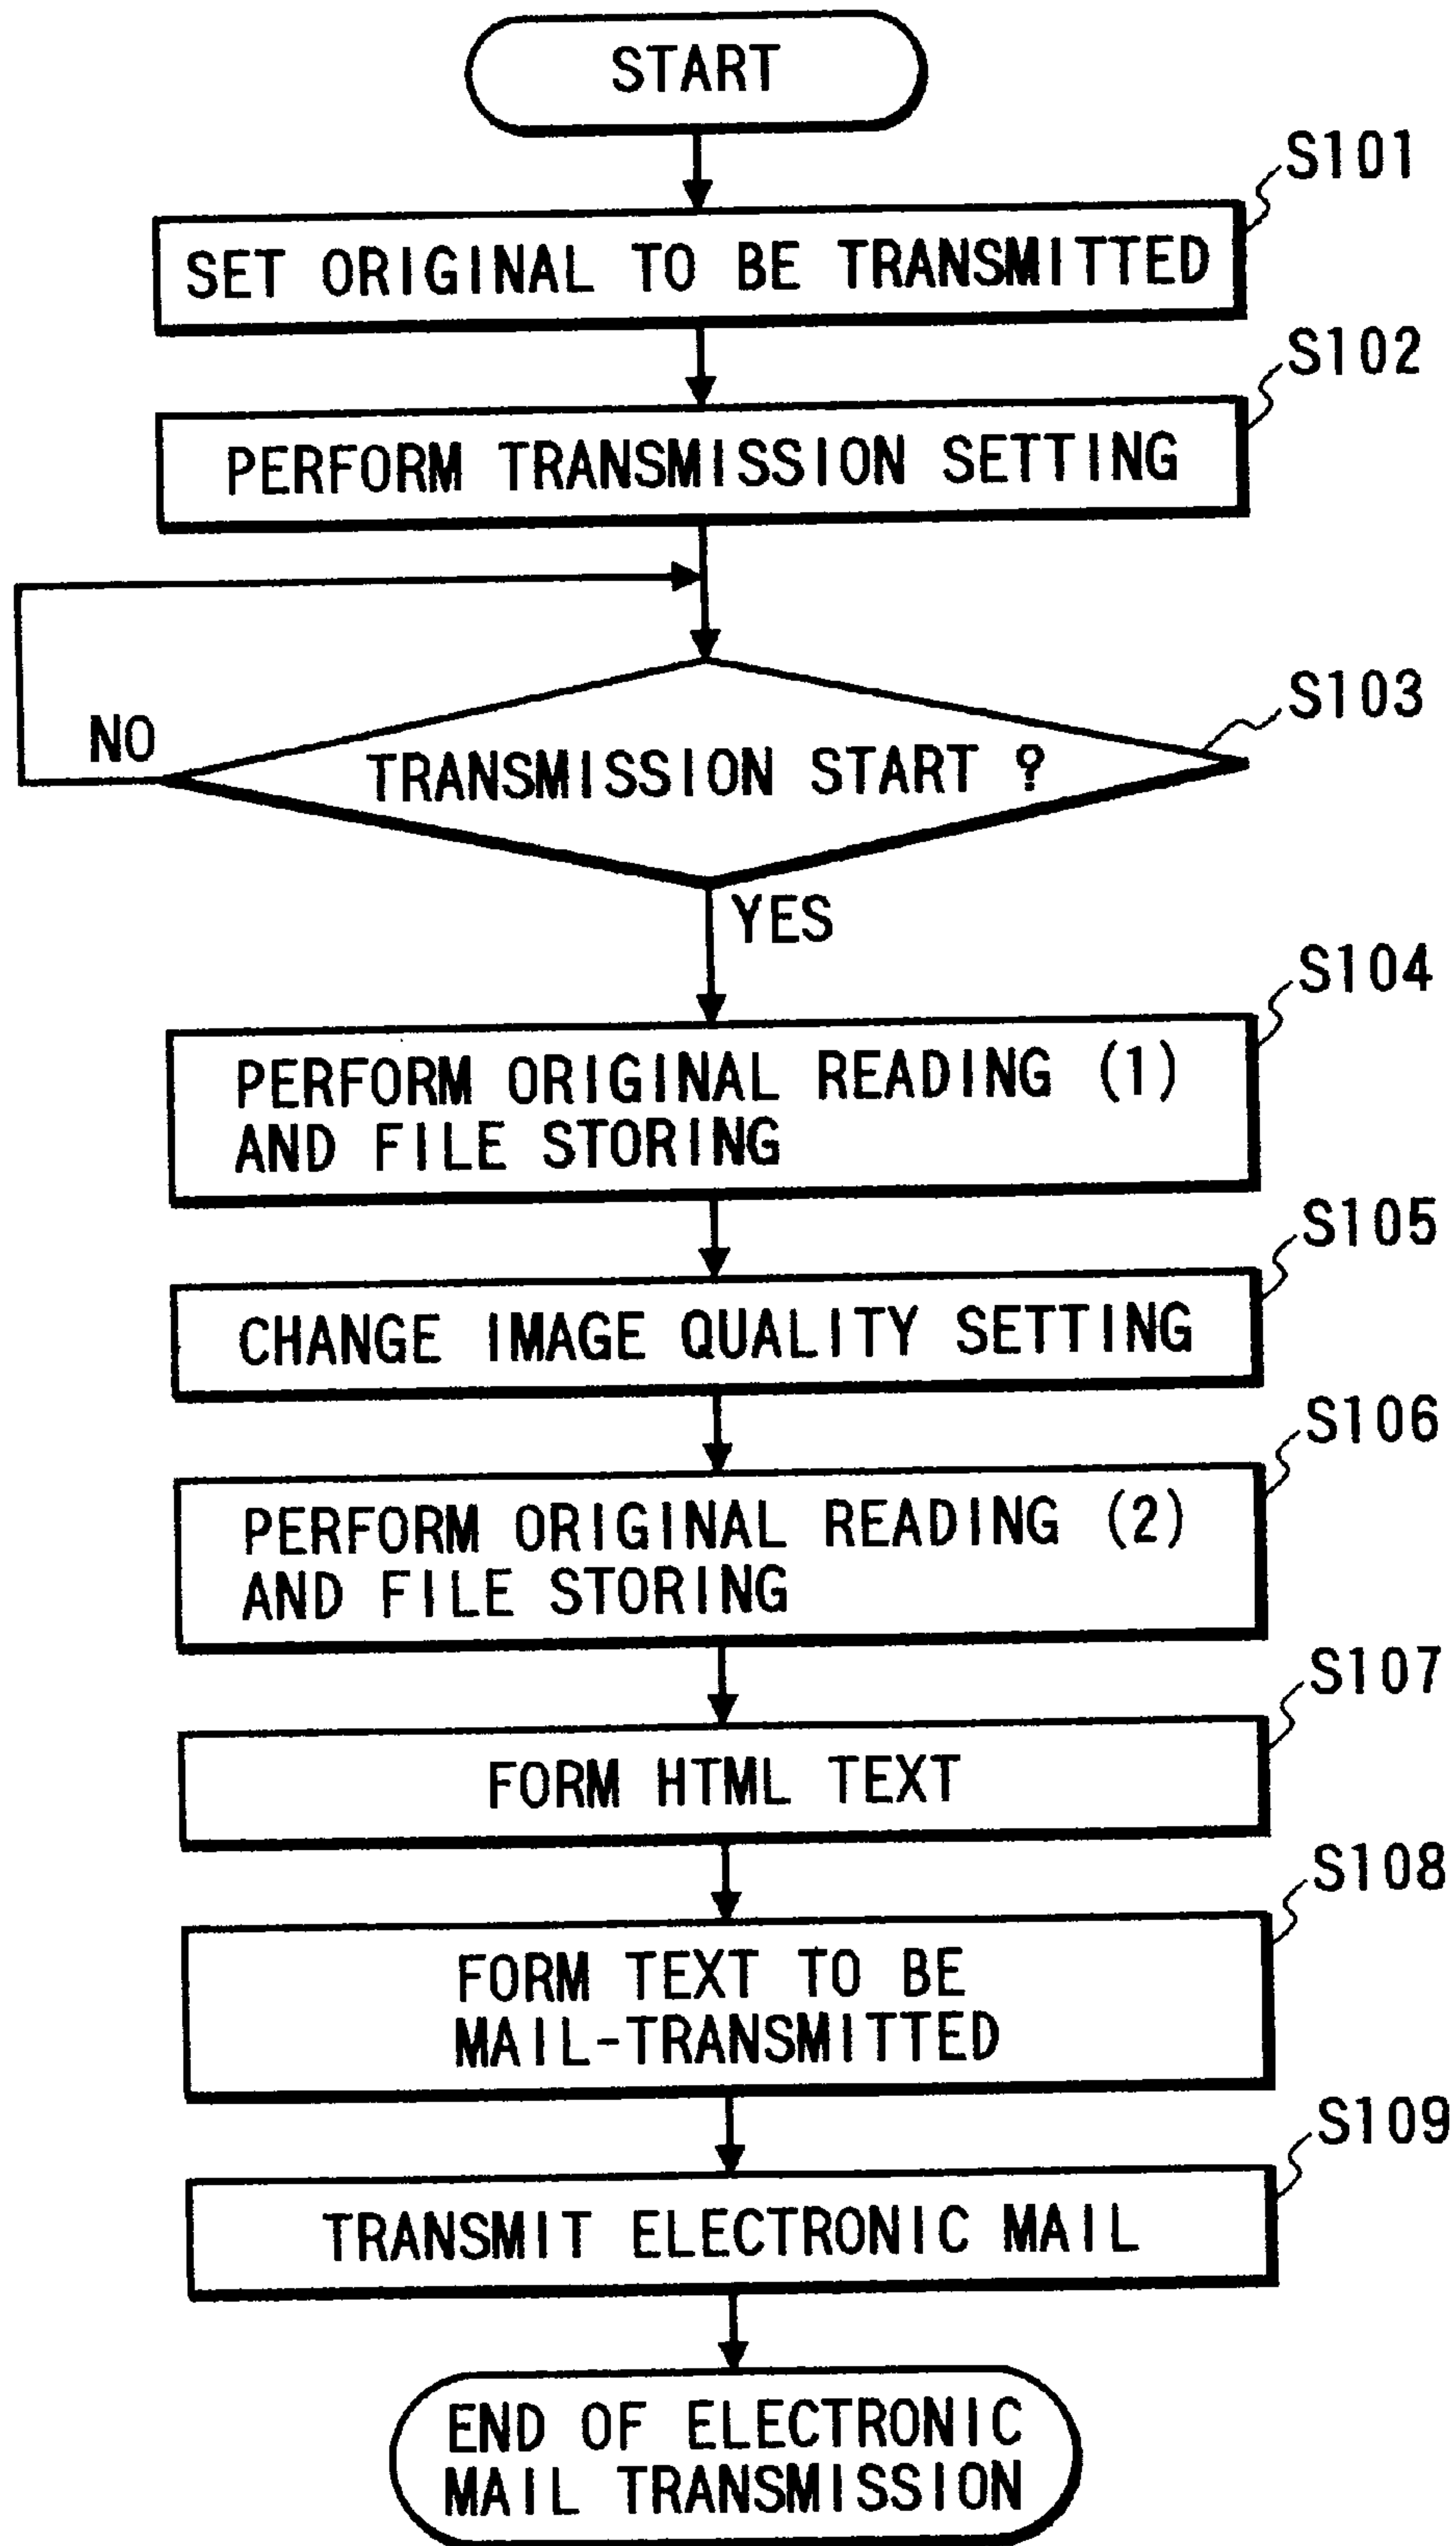 START
S101
SET ORIGINAL TO BE TRANSMITTED
S102
PERFORM TRANSMISSION SETTING
S103
NO
TRANSMISSION START ?
YES
S104
PERFORM ORIGINAL READING (1)
AND FILE STORING
S105
CHANGE IMAGE QUALITY SETTING
S106
PERFORM ORIGINAL READING (2)
AND FILE STORING
S107
FORM HTML TEXT
S108
FORM TEXT TO BE
MAIL-TRANSMITTED
S109
TRANSMIT ELECTRONIC MAIL
END OF ELECTRONIC
MAIL TRANSMISSION